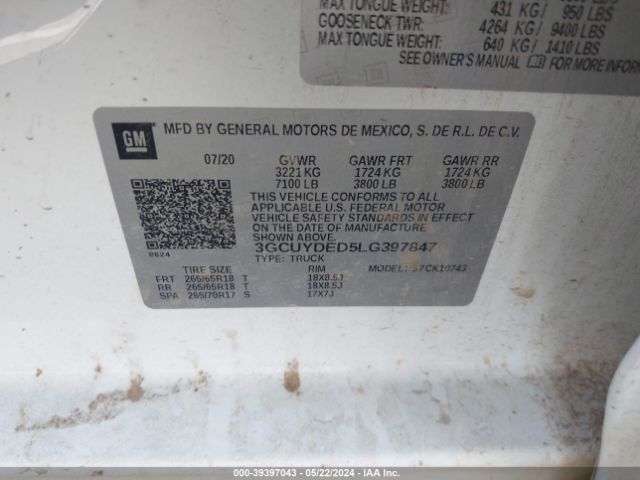 MAX TONGUE WEIGHT: 431 KG / 950 LBS
GOOSENECK TWR: 4264 KG / 9400 LBS
MAX TONGUE WEIGHT: 640 KG / 1410 LBS
SEE OWNER'S MANUAL FOR MORE INFORMATION
GM
MFD BY GENERAL MOTORS DE MEXICO, S. DE R.L. DE C.V.
07/20 GVWR GAWR FRT GAWR RR
3221 KG 1724 KG 1724 KG
7100 LB 3800 LB 3800 LB
THIS VEHICLE CONFORMS TO ALL
APPLICABLE U.S. FEDERAL MOTOR
VEHICLE SAFETY STANDARDS IN EFFECT
ON THE DATE OF MANUFACTURE
SHOWN ABOVE.
3GCUYDED5LG397847
0624
TYPE: TRUCK
TIRE SIZE RIM MODEL: CK10743
FRT 265/65R18 T 18X8.5J
RR 265/65R18 T 18X8.5J
SPA 265/70R17 S 17X7J
000-39397043 - 05/22/2024 - IAA Inc.